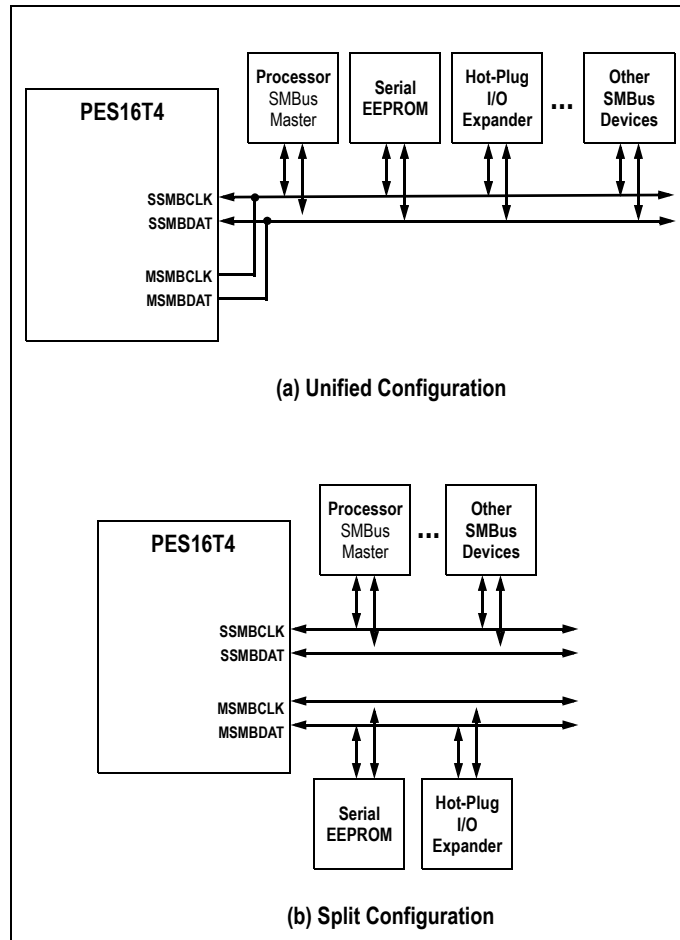 PES16T4
Processor
SMBus
Master
Serial
EEPROM
Hot-Plug
I/O
Expander
...
Other
SMBus
Devices
SSMBCLK
SSMBDAT
MSMBCLK
MSMBDAT
(a) Unified Configuration
PES16T4
Processor
SMBus
Master
...
Other
SMBus
Devices
SSMBCLK
SSMBDAT
MSMBCLK
MSMBDAT
Serial
EEPROM
Hot-Plug
I/O
Expander
(b) Split Configuration